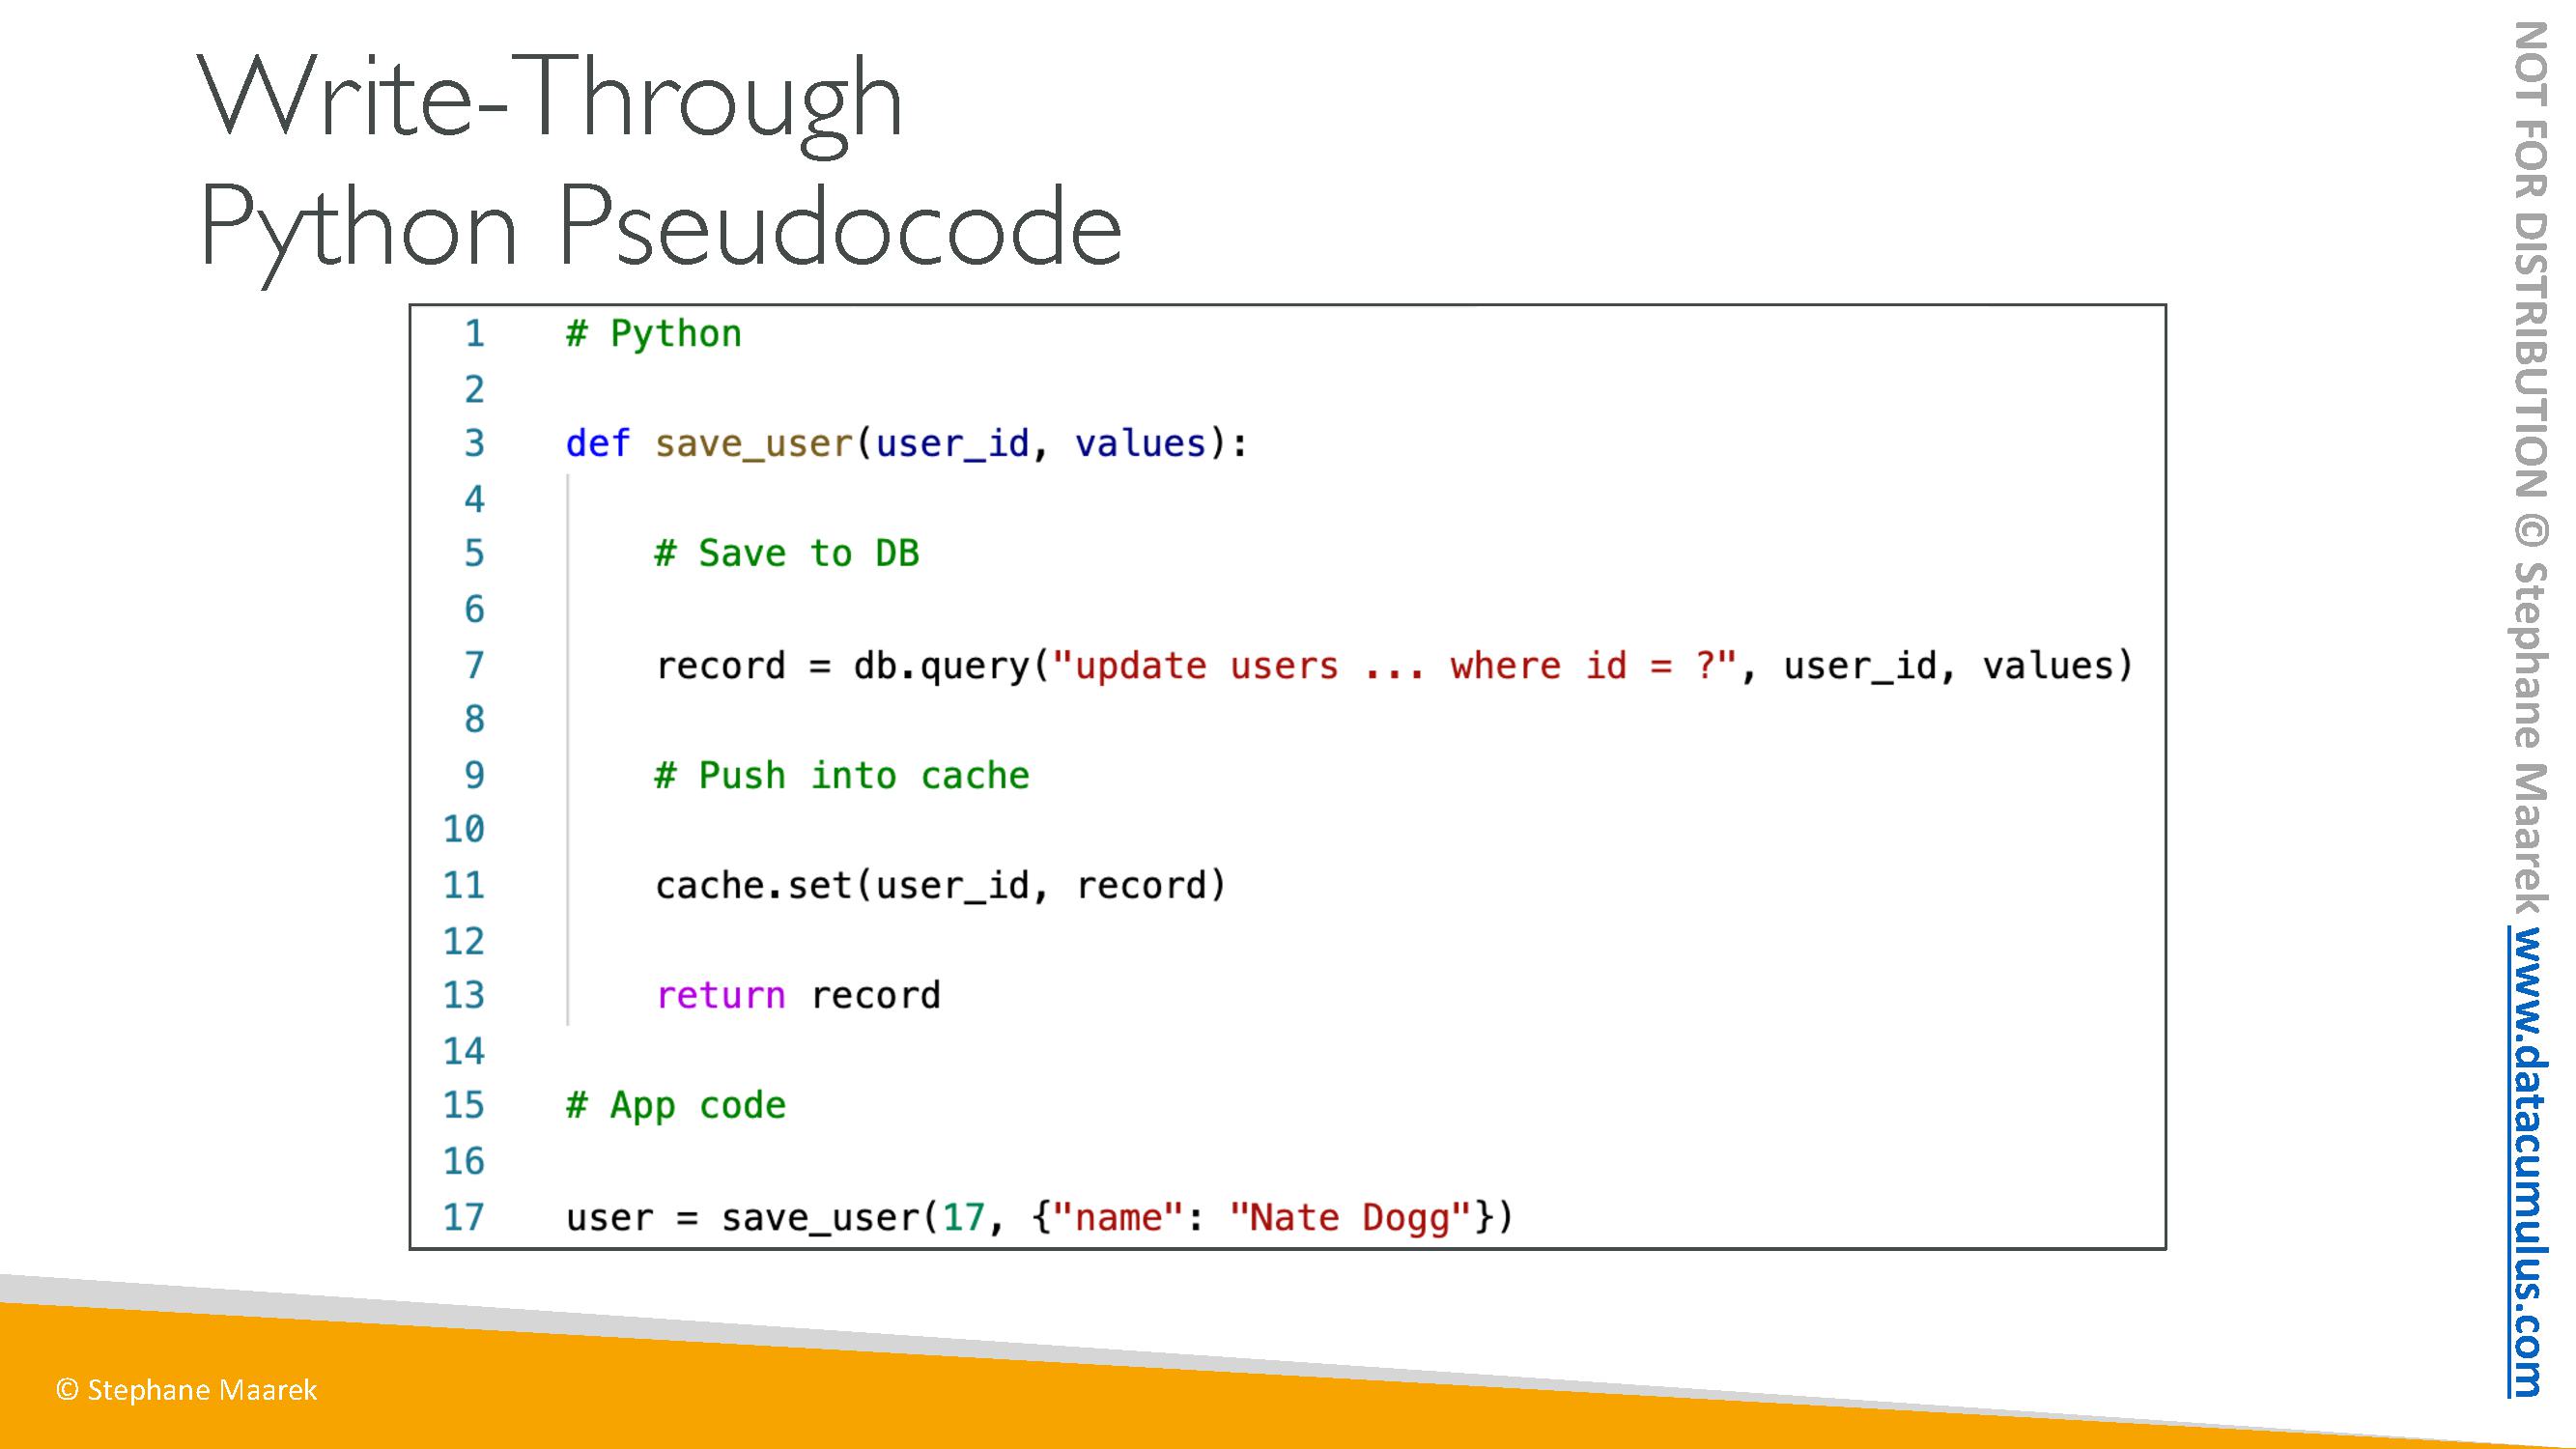 Write-Through
Python Pseudocode
1 # Python
2
3 def save_user(user_id, values):
4
5 # Save to DB
6
7 record = db.query("update users ... where id = ?", user_id, values)
8
9 # Push into cache
10
11 cache.set(user_id, record)
12
13 return record
14
15 # App code
16
17 user = save_user(17, {"name": "Nate Dogg"})
© Stephane Maarek
NOT FOR DISTRIBUTION © Stephane Maarek www.datacumulus.com